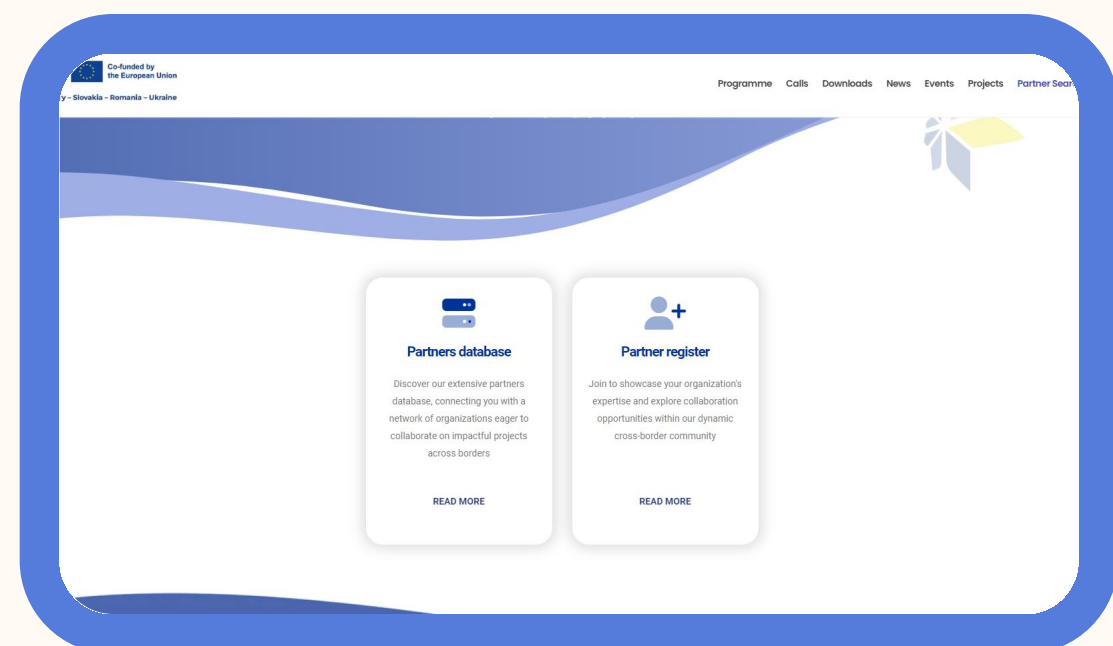 Co-funded by
the European Union
– Slovakia – Romania – Ukraine
Programme Calls Downloads News Events Projects Partner
Partners database
Discover our extensive partners
database, connecting you with a
network of organizations eager to
collaborate on impactful projects
across borders
READ MORE
Partner register
Join to showcase your organization's
expertise and explore collaboration
opportunities within our dynamic
cross-border community
READ MORE